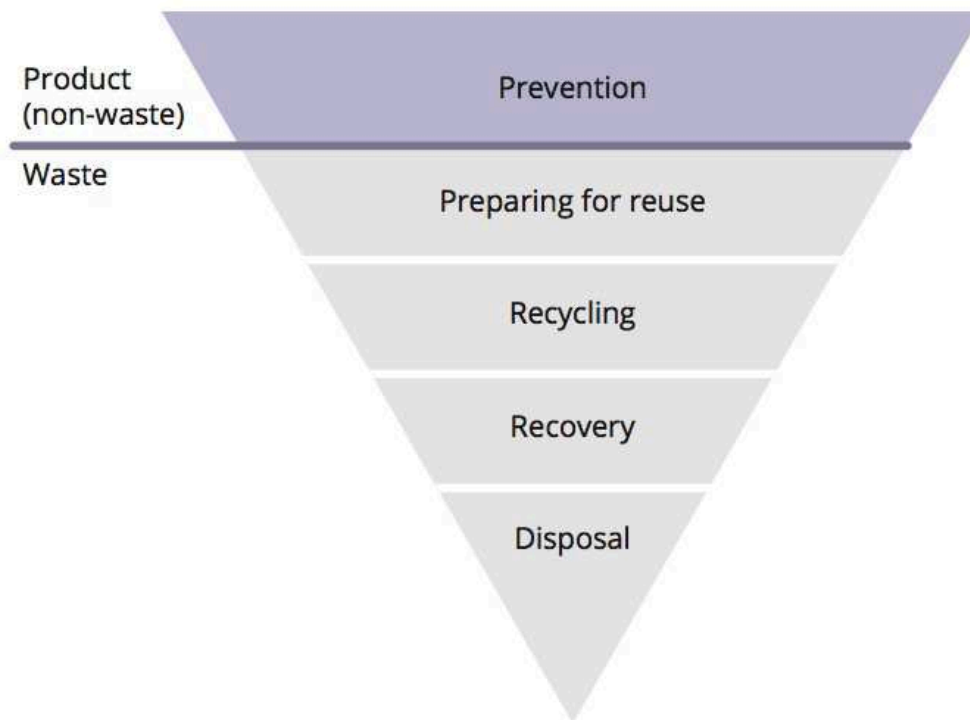 Product
(non-waste)
Prevention
Waste
Preparing for reuse
Recycling
Recovery
Disposal